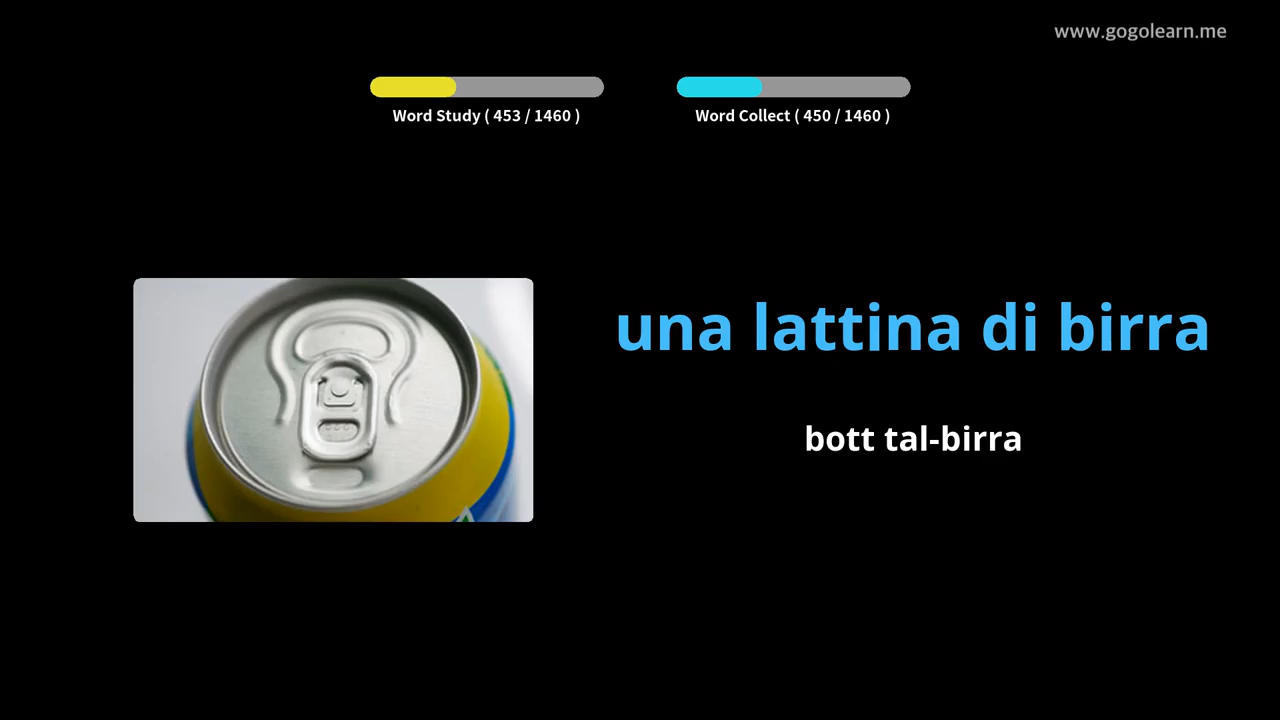 www.gogolearn.me
Word Study ( 453 / 1460 )
Word Collect ( 450 / 1460 )
una lattina di birra
bott tal-birra